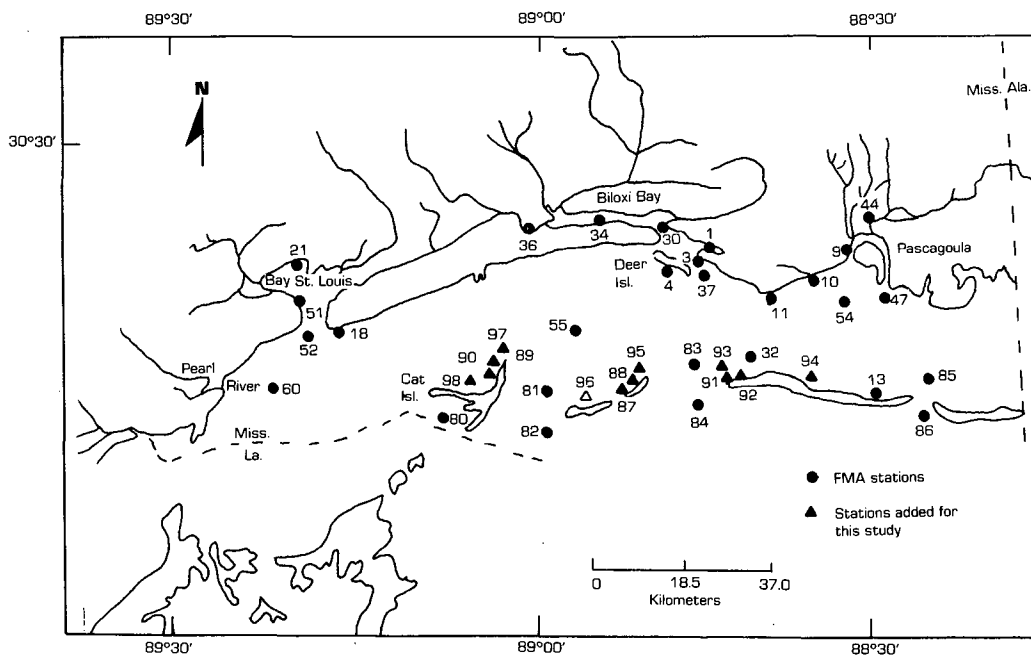 89°30'
89°00'
88°30'
N
Miss. Ala.
30°30'
Biloxi Bay
44
36
34
30
1
9
Pascagoula
21
3
Bay St. Louis
Deer
Isl.
4
37
10
47
51
11
54
52
18
55
97
89
95
83
93
32
94
85
Pearl
River
60
90
98
Cat
Isl.
81
96
88
87
91
92
13
80
82
84
86
Miss.
La.
FMA stations
Stations added for
this study
0
18.5
37.0
Kilometers
89°30'
89°00'
88°30'